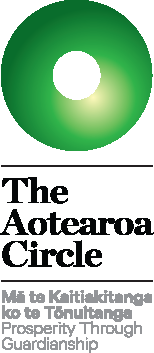 The
Aotearoa
Circle
Mā te Kaitiakitanga
ko te Tōnuitanga
Prosperity Through
Guardianship